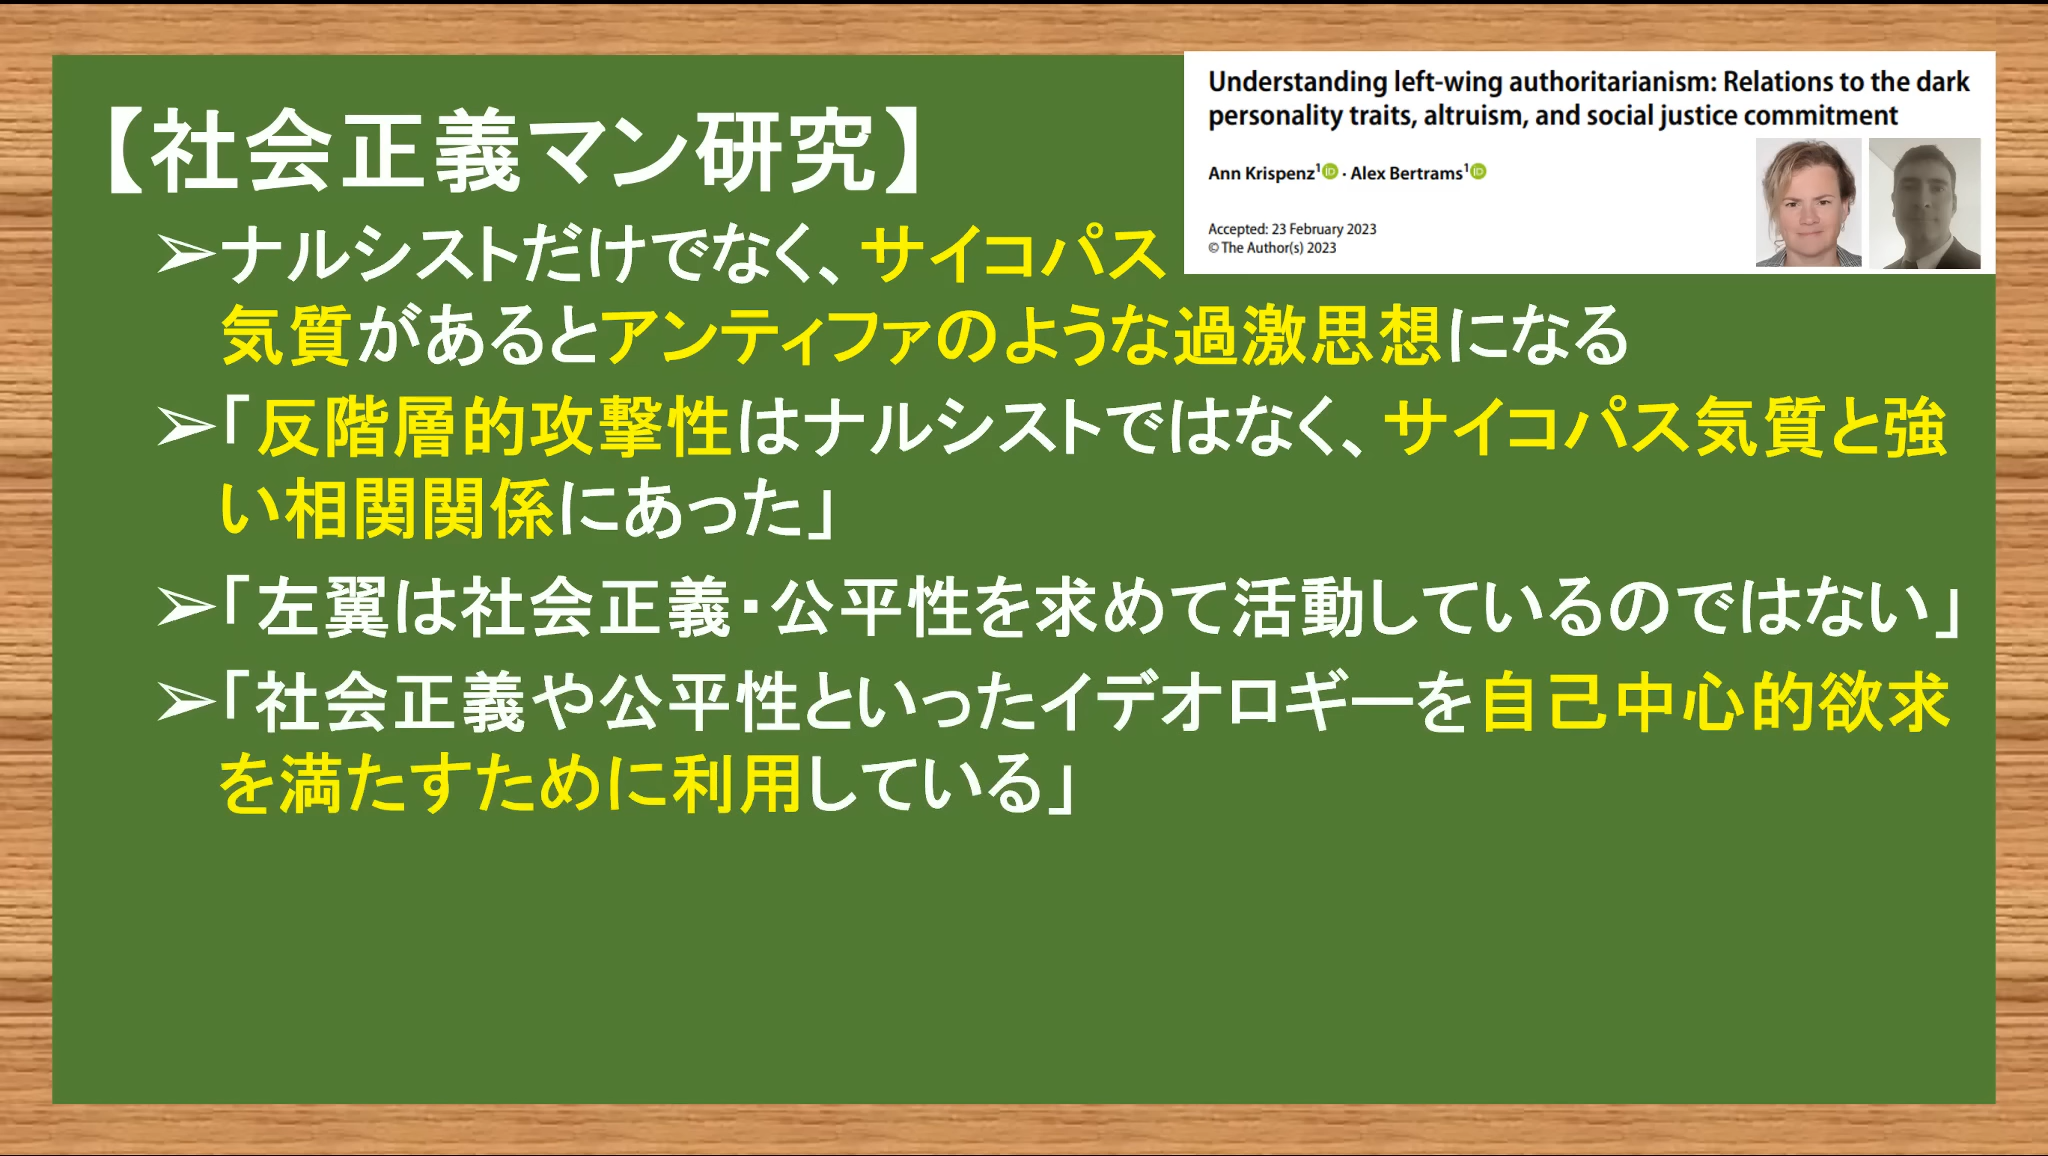 【社会正義マン研究】
Understanding left-wing authoritarianism: Relations to the dark
personality traits, altruism, and social justice commitment
Ann Krispenz1 · Alex Bertrams1
Accepted: 23 February 2023
© The Author(s) 2023
➢ナルシストだけでなく、サイコパス
気質があるとアンティファのような過激思想になる
➢「反階層的攻撃性はナルシストではなく、サイコパス気質と強
い相関関係にあった」
➢「左翼は社会正義・公平性を求めて活動しているのではない」
➢「社会正義や公平性といったイデオロギーを自己中心的欲求
を満たすために利用している」